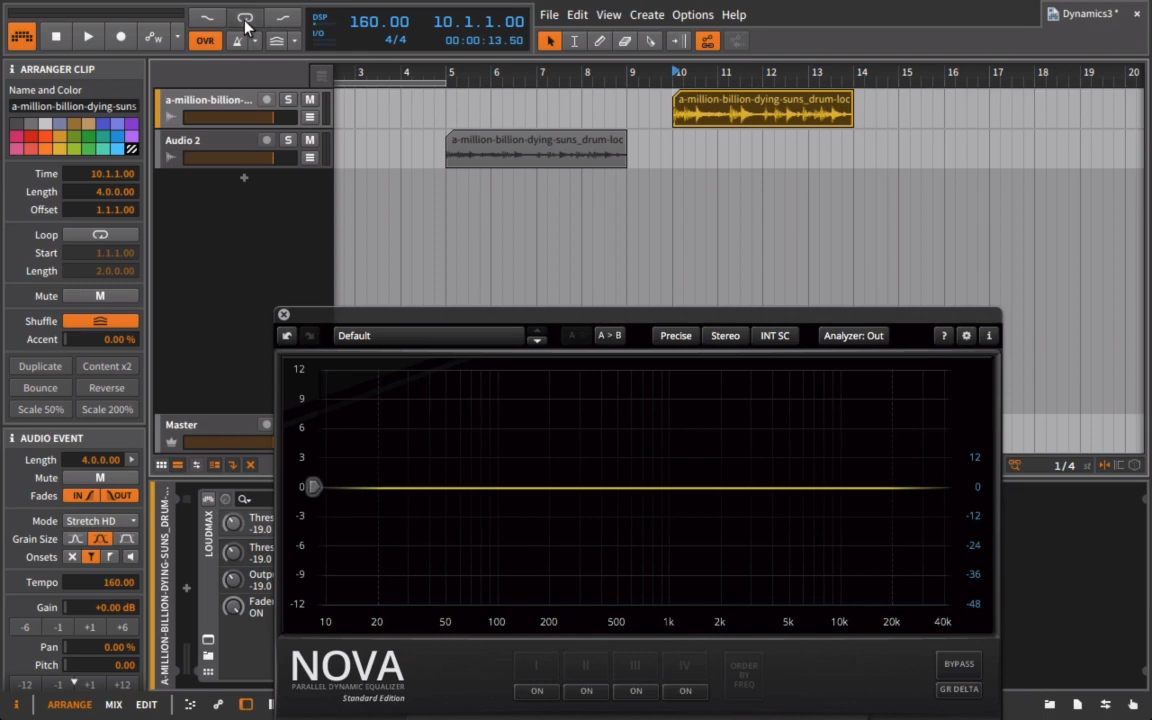 DSP
I/O
160.00
4/4
10.1.1.00
00:00:13.50
File Edit View Create Options Help
Dynamics3 *
OVR
ARRANGER CLIP
Name and Color
a-million-billion-dying-suns
Time 10.1.1.00
Length 4.0.0.00
Offset 1.1.1.00
Loop
Start 1.1.1.00
Length 2.0.0.00
Mute M
Shuffle
Accent 0.00 %
Duplicate Content x2
Bounce Reverse
Scale 50% Scale 200%
AUDIO EVENT
Length 4.0.0.00
Mute M
Fades IN OUT
Mode Stretch HD
Grain Size
Onsets
Tempo 160.00
Gain +0.00 dB
-6 -1 +1 +6
Pan 0.00 %
Pitch 0.00
-12 -1 +1 +12
ARRANGE MIX EDIT
3 4 5 6 7 8 9 10 11 12 13 14 15 16 17 18 19 20
a-million-billion-... S M
a-million-billion-dying-suns_drum-loc
Audio 2 S M
a-million-billion-dying-suns_drum-loc
Master
1/4
A-MILLION-BILLION-DYING-SUNS_DRUM-...
LOUDMAX
Thres
-19.0
Thres
-19.0
Outp
-19.0
Fader
ON
Default
A > B
Precise Stereo INT SC Analyzer: Out ? i
12
9
6
3
0
-3
-6
-9
-12
12
0
-12
-24
-36
-48
10 20 50 100 200 500 1k 2k 5k 10k 20k 40k
NOVA
PARALLEL DYNAMIC EQUALIZER
Standard Edition
I II III IV
ON ON ON ON
ORDER
BY
FREQ
BYPASS
GR DELTA